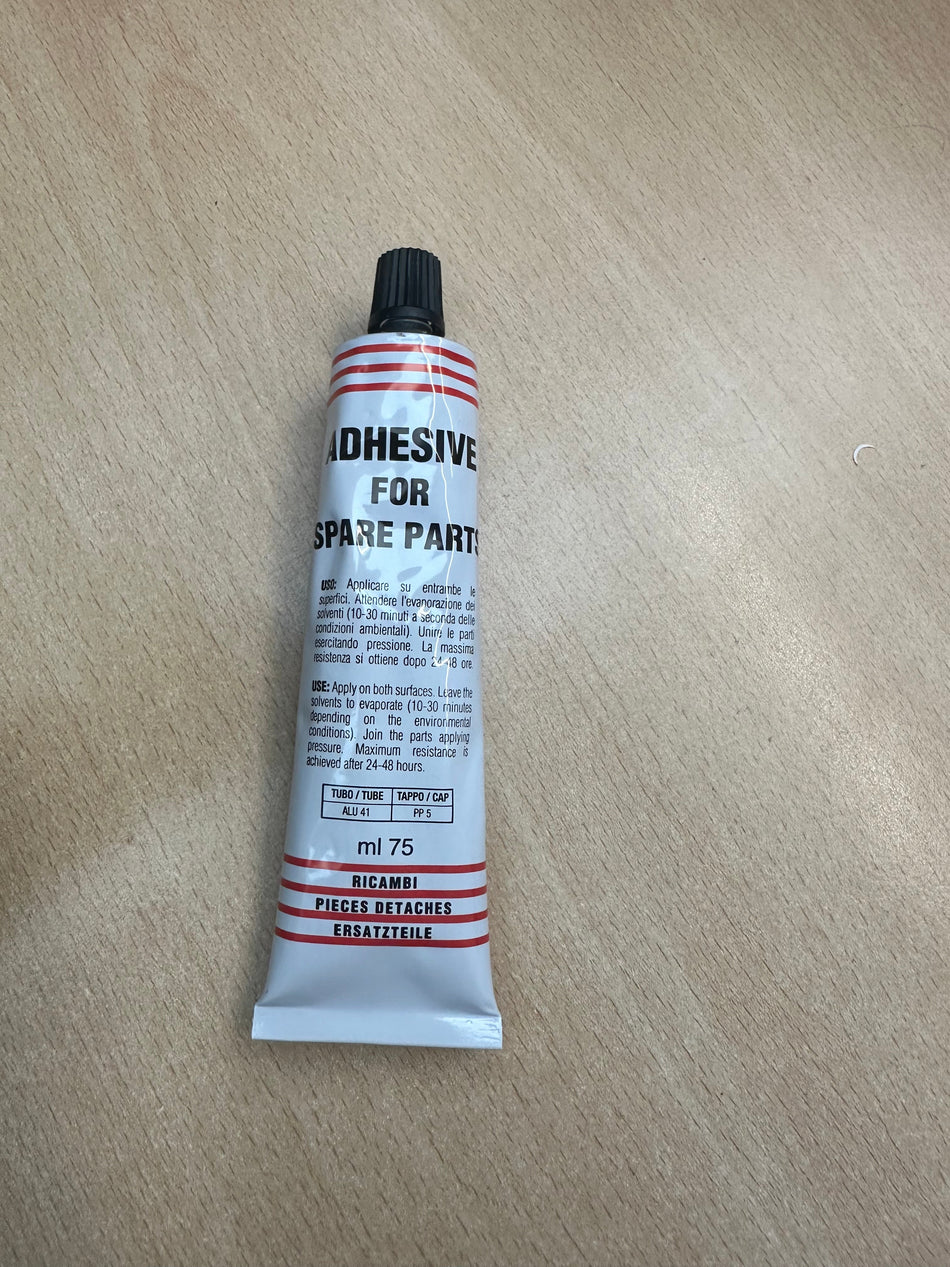 ADHESIVE
FOR
SPARE PARTS
USO: Applicare su entrambe le
superfici. Attendere l'evaporazione dei
solventi (10-30 minuti a seconda delle
condizioni ambientali). Unire le parti
esercitando pressione. La massima
resistenza si ottiene dopo 24-48 ore.
USE: Apply on both surfaces. Leave the
solvents to evaporate (10-30 minutes
depending on the environmental
conditions). Join the parts applying
pressure. Maximum resistance is
achieved after 24-48 hours.
TUBO / TUBE TAPPO / CAP
ALU 41 PP 5
ml 75
RICAMBI
PIECES DETACHES
ERSATZTEILE